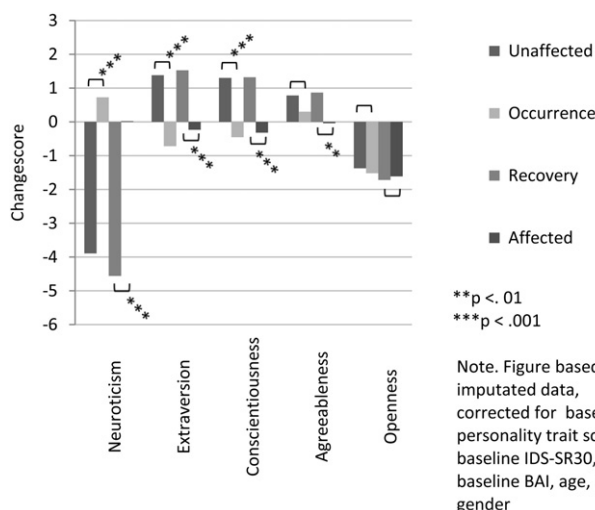 3
2
1
0
-1
-2
-3
-4
-5
-6
Changescore
***
***
***
***
***
***
**
Neuroticism
Extraversion
Conscientiousness
Agreeableness
Openness
Unaffected
Occurrence
Recovery
Affected
**p <. 01
***p < .001
Note. Figure based
imputated data,
corrected for base
personality trait sc
baseline IDS-SR30,
baseline BAI, age,
gender